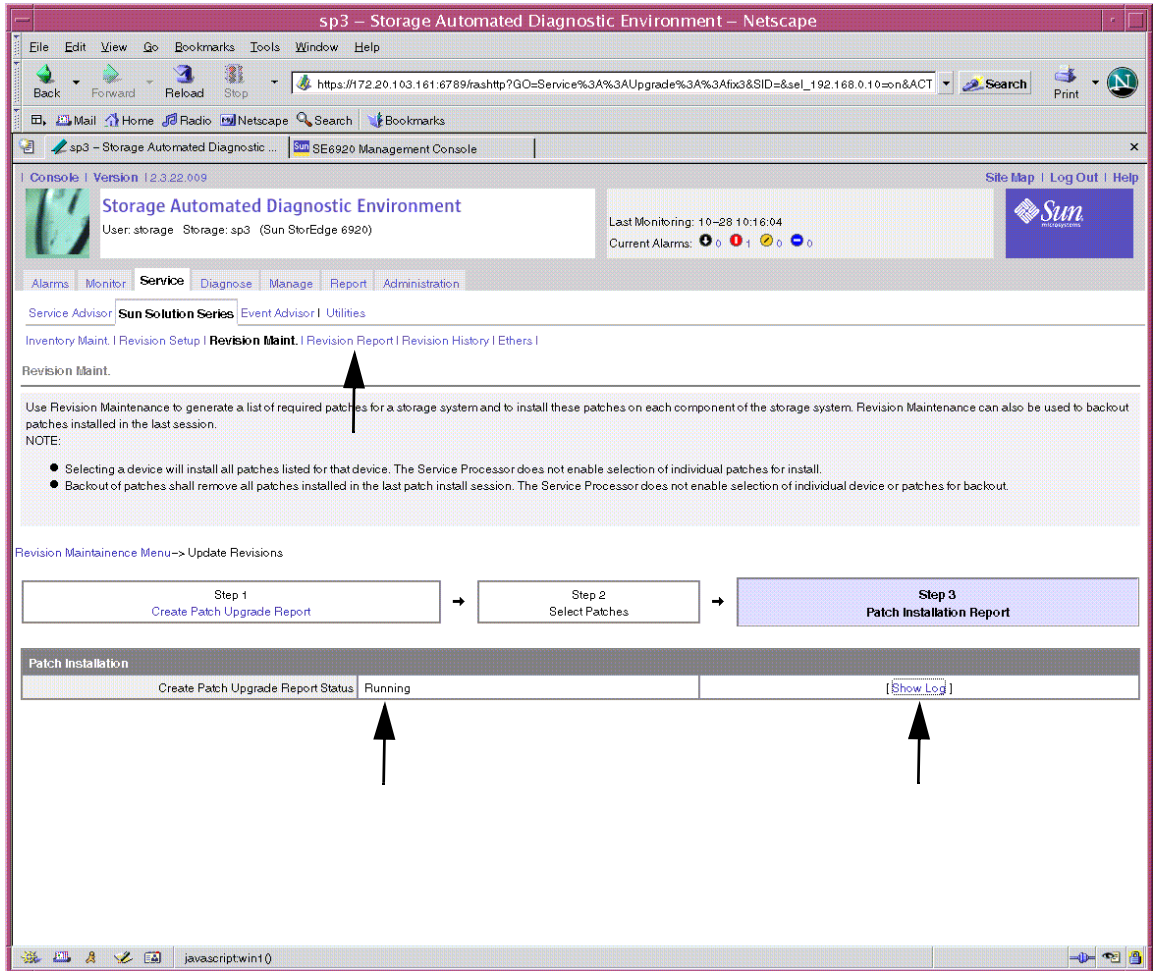 sp3 – Storage Automated Diagnostic Environment – Netscape
File Edit View Go Bookmarks Tools Window Help
Back Forward Reload Stop https://172.20.103.161:6789/rashttp?GO=Service%3A%3AUpgrade%3A%3Afix3&SID=&sel_192.168.0.10=on&ACT Search Print N
Mail Home Radio Netscape Search Bookmarks
sp3 – Storage Automated Diagnostic ... Sun SE6920 Management Console
| Console | Version | 2.3.22.009 Site Map | Log Out | Help
Storage Automated Diagnostic Environment
User: storage Storage: sp3 (Sun StorEdge 6920)
Last Monitoring: 10–28 10:16:04
Current Alarms: 0 1 0 0
Sun
microsystems
Alarms Monitor Service Diagnose Manage Report Administration
Service Advisor Sun Solution Series Event Advisor | Utilities
Inventory Maint. | Revision Setup | Revision Maint. | Revision Report | Revision History | Ethers |
Revision Maint.
Use Revision Maintenance to generate a list of required patches for a storage system and to install these patches on each component of the storage system. Revision Maintenance can also be used to backout
patches installed in the last session.
NOTE:
● Selecting a device will install all patches listed for that device. The Service Processor does not enable selection of individual patches for install.
● Backout of patches shall remove all patches installed in the last patch install session. The Service Processor does not enable selection of individual device or patches for backout.
Revision Maintainence Menu–> Update Revisions
Step 1
Create Patch Upgrade Report
Step 2
Select Patches
Step 3
Patch Installation Report
Patch Installation
Create Patch Upgrade Report Status Running [ Show Log ]
javascript:win1()